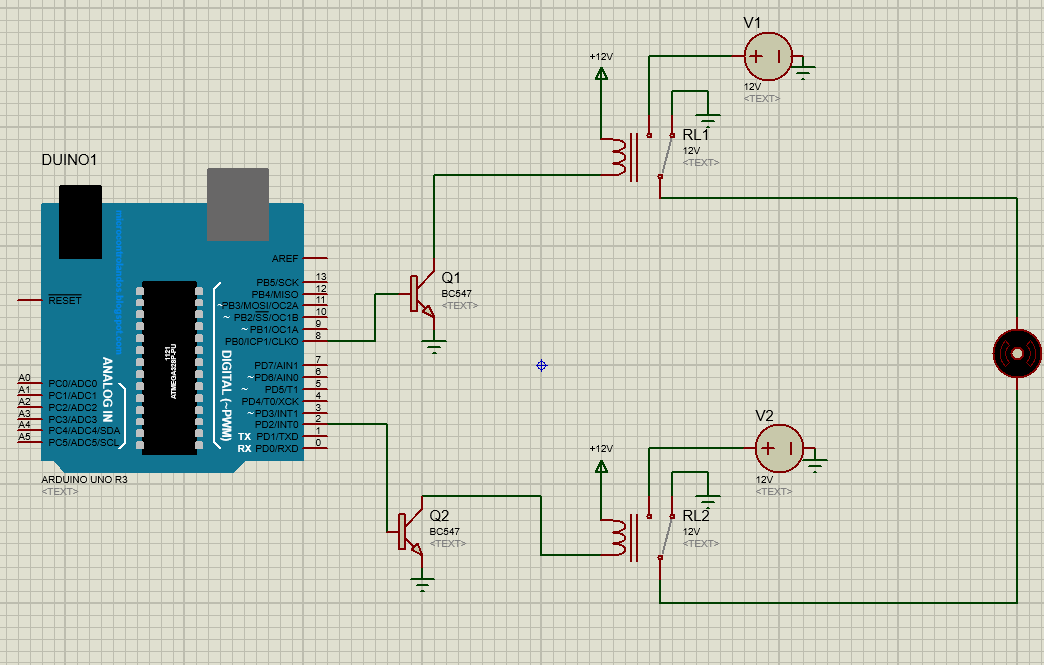 V1
+12V
12V
<TEXT>
RL1
12V
<TEXT>
DUINO1
microcontrolandos.blogspot.com
AREF
RESET
PB5/SCK 13
PB4/MISO 12
~PB3/MOSI/OC2A 11
~ PB2/SS/OC1B 10
~ PB1/OC1A 9
PB0/ICP1/CLKO 8
Q1
BC547
<TEXT>
1121
ATMEGA328P-PU
DIGITAL (~PWM)
ANALOG IN
PD7/AIN1 7
~ PD6/AIN0 6
~ PD5/T1 5
PD4/T0/XCK 4
~ PD3/INT1 3
PD2/INT0 2
TX PD1/TXD 1
RX PD0/RXD 0
A0 PC0/ADC0
A1 PC1/ADC1
A2 PC2/ADC2
A3 PC3/ADC3
A4 PC4/ADC4/SDA
A5 PC5/ADC5/SCL
ARDUINO UNO R3
<TEXT>
V2
+12V
12V
<TEXT>
Q2
BC547
<TEXT>
RL2
12V
<TEXT>